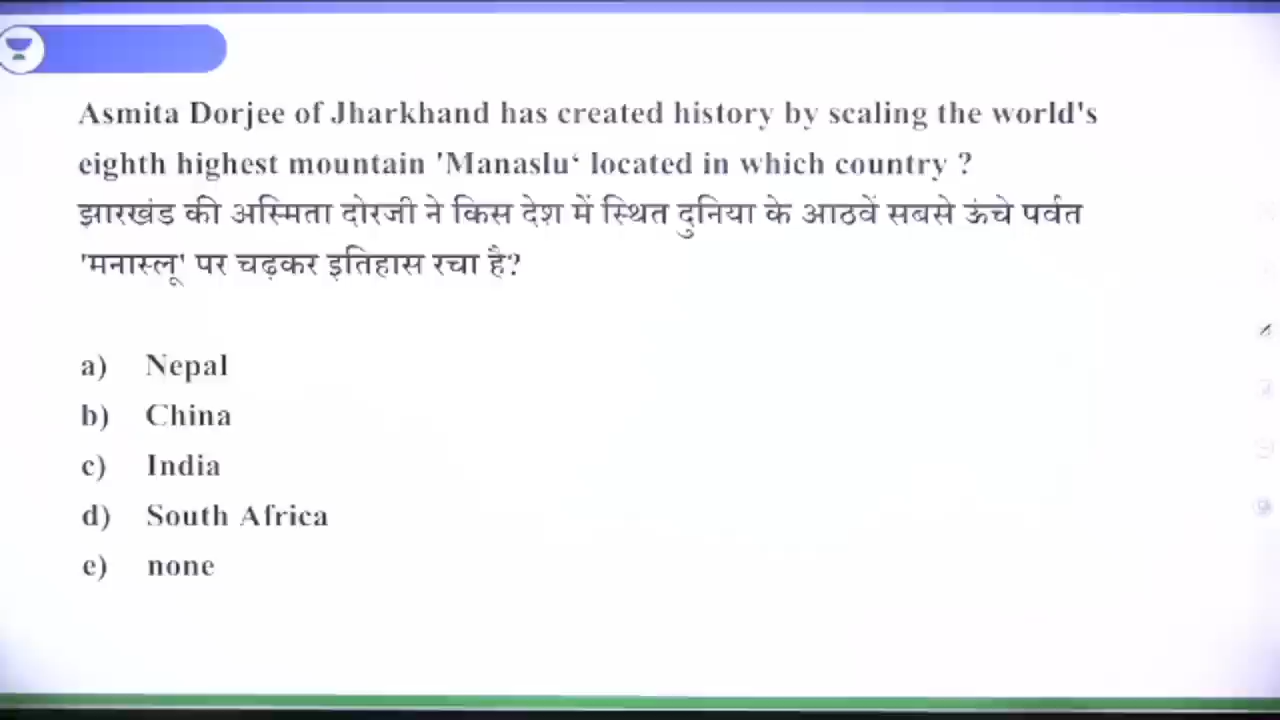 Asmita Dorjee of Jharkhand has created history by scaling the world's
eighth highest mountain 'Manaslu‘ located in which country ?
झारखंड की अस्मिता दोरजी ने किस देश में स्थित दुनिया के आठवें सबसे ऊंचे पर्वत
'मनास्लू' पर चढ़कर इतिहास रचा है?
a) Nepal
b) China
c) India
d) South Africa
e) none